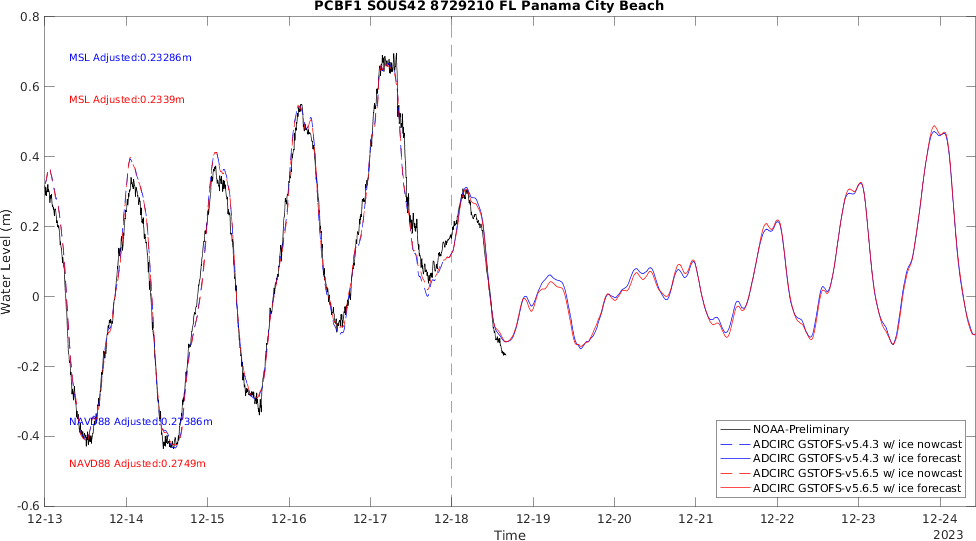 PCBF1 SOUS42 8729210 FL Panama City Beach
0.8
0.6
0.4
0.2
0
-0.2
-0.4
-0.6
Water Level (m)
MSL Adjusted:0.23286m
MSL Adjusted:0.2339m
NAVD88 Adjusted:0.27386m
NAVD88 Adjusted:0.2749m
NOAA-Preliminary
ADCIRC GSTOFS-v5.4.3 w/ ice nowcast
ADCIRC GSTOFS-v5.4.3 w/ ice forecast
ADCIRC GSTOFS-v5.6.5 w/ ice nowcast
ADCIRC GSTOFS-v5.6.5 w/ ice forecast
12-13 12-14 12-15 12-16 12-17 12-18 12-19 12-20 12-21 12-22 12-23 12-24
Time
2023